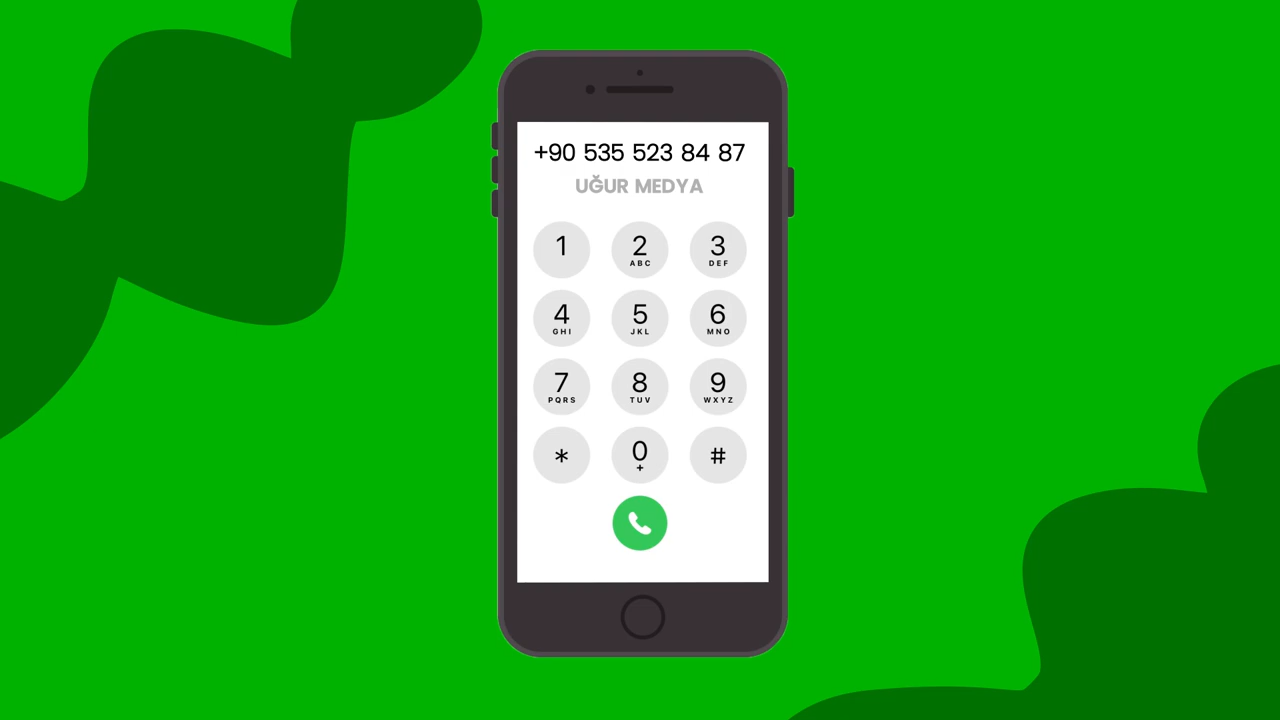 +90 535 523 84 87
UĞUR MEDYA
1 2 3
ABC DEF
4 5 6
GHI JKL MNO
7 8 9
PQRS TUV WXYZ
* 0 #
+